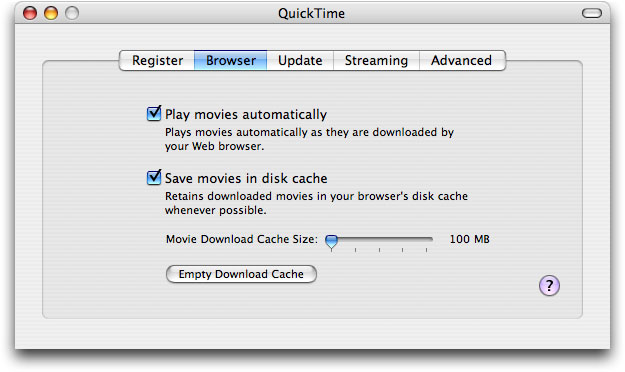 QuickTime
Register Browser Update Streaming Advanced
Play movies automatically
Plays movies automatically as they are downloaded by
your Web browser.
Save movies in disk cache
Retains downloaded movies in your browser's disk cache
whenever possible.
Movie Download Cache Size: 100 MB
Empty Download Cache
?